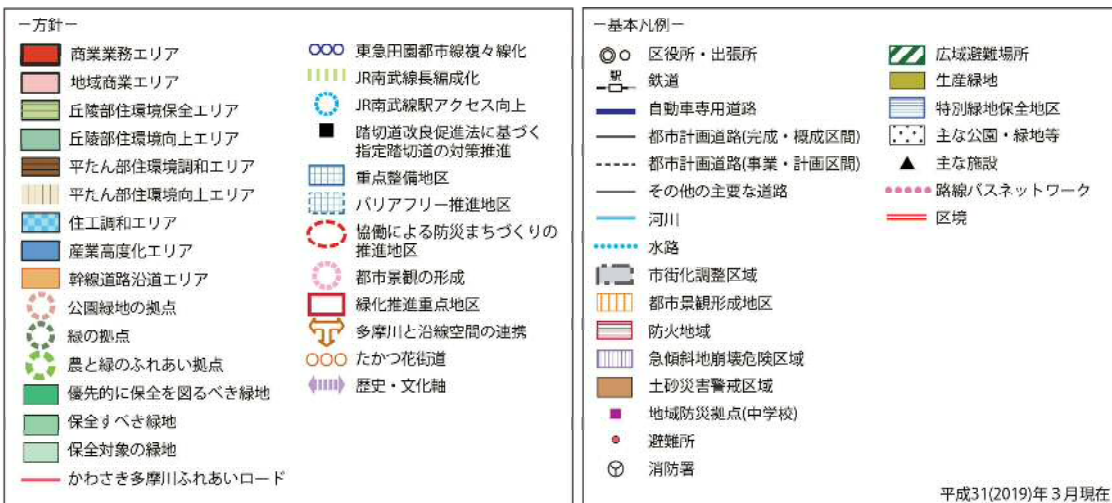 －方針－
商業業務エリア
地域商業エリア
丘陵部住環境保全エリア
丘陵部住環境向上エリア
平たん部住環境調和エリア
平たん部住環境向上エリア
住工調和エリア
産業高度化エリア
幹線道路沿道エリア
公園緑地の拠点
緑の拠点
農と緑のふれあい拠点
優先的に保全を図るべき緑地
保全すべき緑地
保全対象の緑地
かわさき多摩川ふれあいロード
東急田園都市線複々線化
JR南武線長編成化
JR南武線駅アクセス向上
踏切道改良促進法に基づく
指定踏切道の対策推進
重点整備地区
バリアフリー推進地区
協働による防災まちづくりの
推進地区
都市景観の形成
緑化推進重点地区
多摩川と沿線空間の連携
たかつ花街道
歴史・文化軸
－基本凡例－
区役所・出張所
駅
鉄道
自動車専用道路
都市計画道路(完成・概成区間)
都市計画道路(事業・計画区間)
その他の主要な道路
河川
水路
市街化調整区域
都市景観形成地区
防火地域
急傾斜地崩壊危険区域
土砂災害警戒区域
地域防災拠点(中学校)
避難所
消防署
広域避難場所
生産緑地
特別緑地保全地区
主な公園・緑地等
主な施設
路線バスネットワーク
区境
平成31(2019)年3月現在